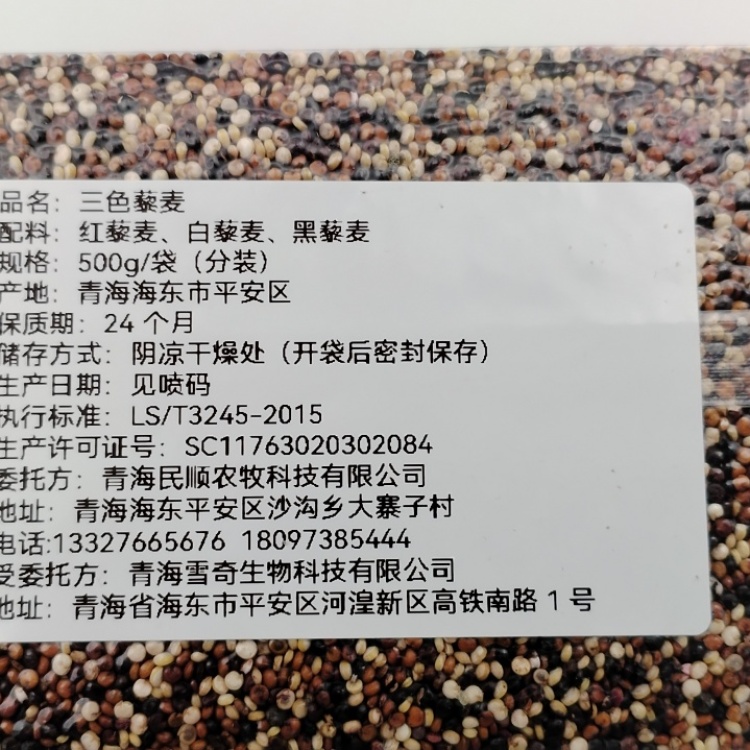 品名：三色藜麦
配料：红藜麦、白藜麦、黑藜麦
规格：500g/袋（分装）
产地：青海海东市平安区
保质期：24个月
储存方式：阴凉干燥处（开袋后密封保存）
生产日期：见喷码
执行标准：LS/T3245-2015
生产许可证号：SC11763020302084
委托方：青海民顺农牧科技有限公司
地址：青海海东平安区沙沟乡大寨子村
电话:13327665676 18097385444
受委托方：青海雪奇生物科技有限公司
地址：青海省海东市平安区河湟新区高铁南路1号